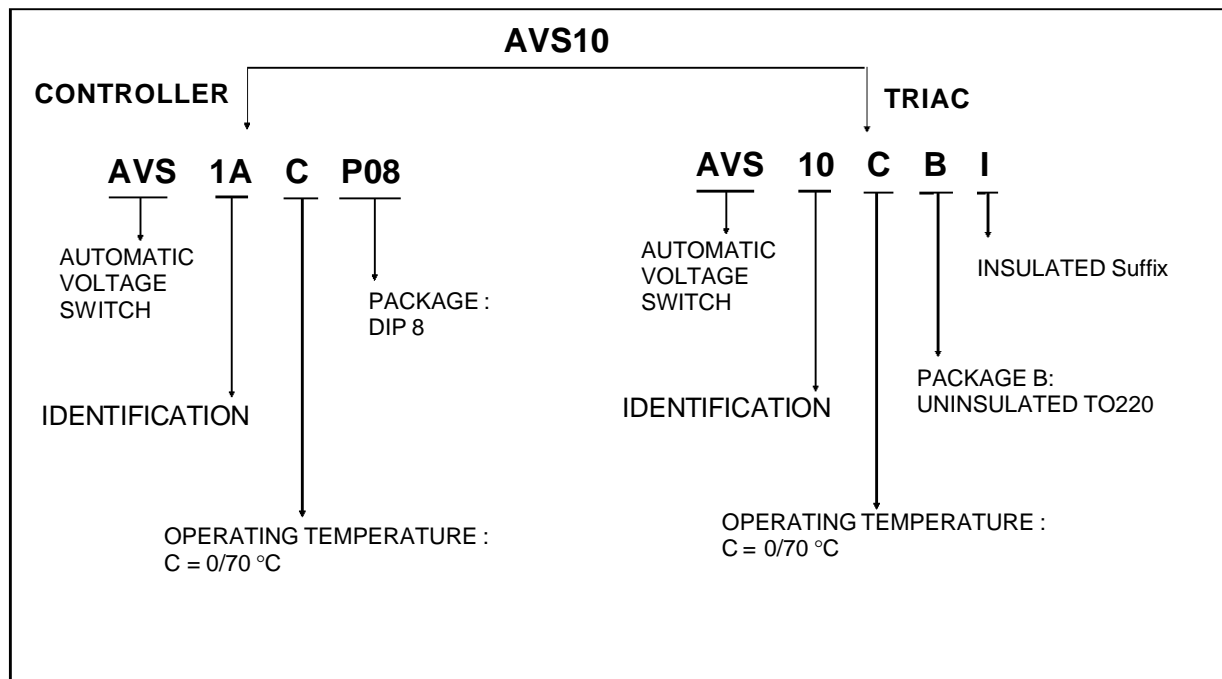 AVS10
CONTROLLER
TRIAC
AVS 1A C P08
AVS 10 C B I
AUTOMATIC
VOLTAGE
SWITCH
PACKAGE :
DIP 8
IDENTIFICATION
OPERATING TEMPERATURE :
C = 0/70 °C
AUTOMATIC
VOLTAGE
SWITCH
INSULATED Suffix
PACKAGE B:
UNINSULATED TO220
IDENTIFICATION
OPERATING TEMPERATURE :
C = 0/70 °C